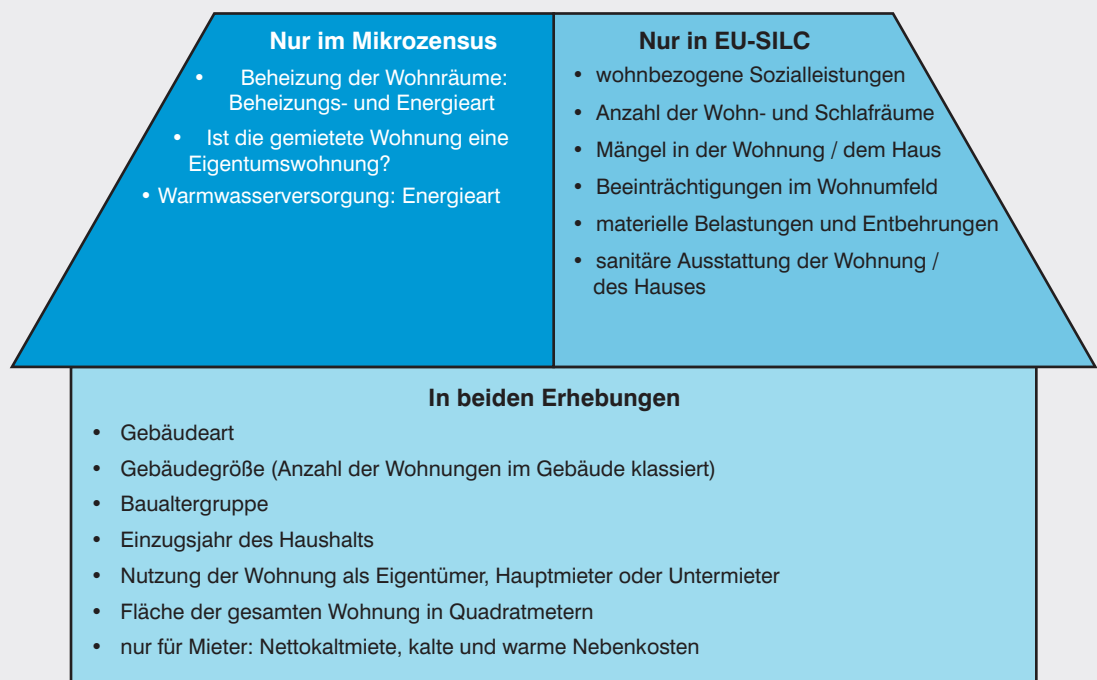 Nur im Mikrozensus
• Beheizung der Wohnräume:
Beheizungs- und Energieart
• Ist die gemietete Wohnung eine
Eigentumswohnung?
• Warmwasserversorgung: Energieart
Nur in EU-SILC
• wohnbezogene Sozialleistungen
• Anzahl der Wohn- und Schlafräume
• Mängel in der Wohnung / dem Haus
• Beeinträchtigungen im Wohnumfeld
• materielle Belastungen und Entbehrungen
• sanitäre Ausstattung der Wohnung /
des Hauses
In beiden Erhebungen
• Gebäudeart
• Gebäudegröße (Anzahl der Wohnungen im Gebäude klassiert)
• Baualtergruppe
• Einzugsjahr des Haushalts
• Nutzung der Wohnung als Eigentümer, Hauptmieter oder Untermieter
• Fläche der gesamten Wohnung in Quadratmetern
• nur für Mieter: Nettokaltmiete, kalte und warme Nebenkosten